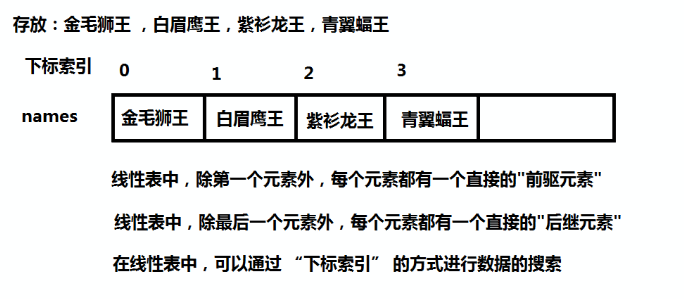 存放：金毛狮王 ，白眉鹰王，紫衫龙王，青翼蝠王
下标索引 0 1 2 3
names 金毛狮王 白眉鹰王 紫衫龙王 青翼蝠王
线性表中，除第一个元素外，每个元素都有一个直接的"前驱元素"
线性表中，除最后一个元素外，每个元素都有一个直接的"后继元素"
在线性表中，可以通过 “下标索引” 的方式进行数据的搜索